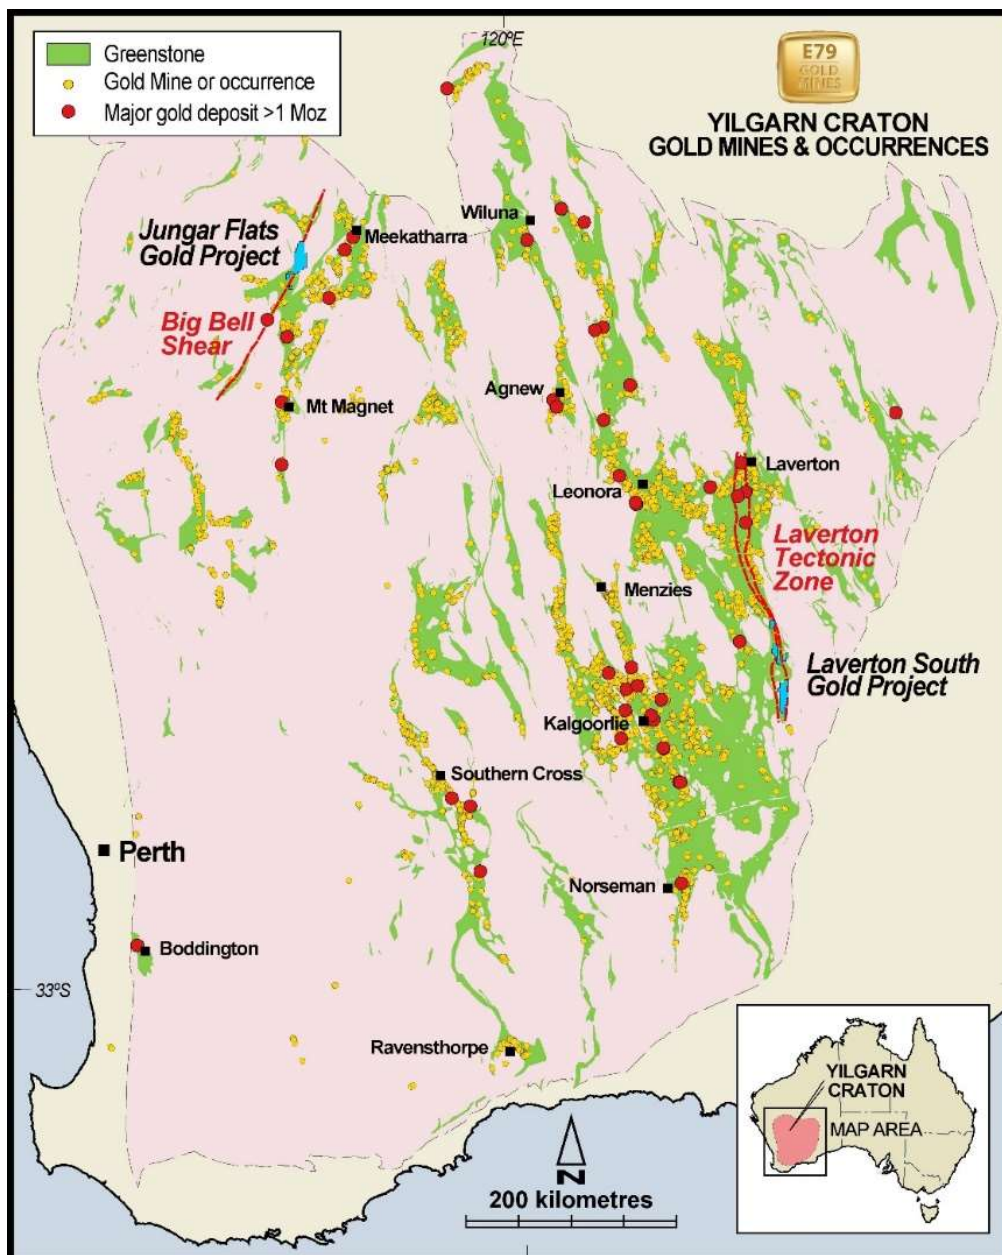 Greenstone
Gold Mine or occurrence
Major gold deposit >1 Moz
120ºE
E79
GOLD
MINES
YILGARN CRATON
GOLD MINES & OCCURRENCES
Jungar Flats
Gold Project
Meekatharra
Wiluna
Big Bell
Shear
Mt Magnet
Agnew
Laverton
Leonora
Laverton
Tectonic
Zone
Menzies
Laverton South
Gold Project
Kalgoorlie
Southern Cross
Perth
Norseman
Boddington
33ºS
Ravensthorpe
YILGARN
CRATON
MAP AREA
N
200 kilometres